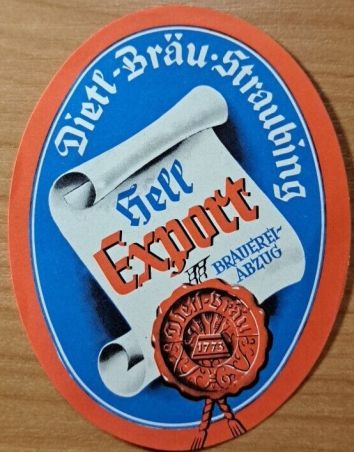 Dietl-Bräu·Straubing
Hell
Export
BRAUEREI-
ABZUG
Dietl-Bräu
1773